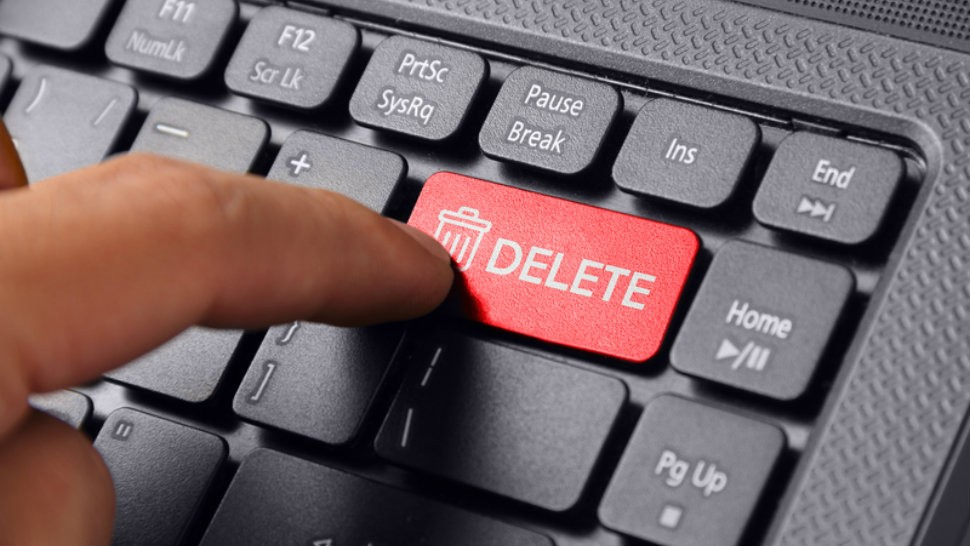 F11
NumLk
F12
Scr Lk
PrtSc
SysRq
Pause
Break
Ins
End
)
/
−
+
DELETE
Home
}
]
|
\
"
Pg Up